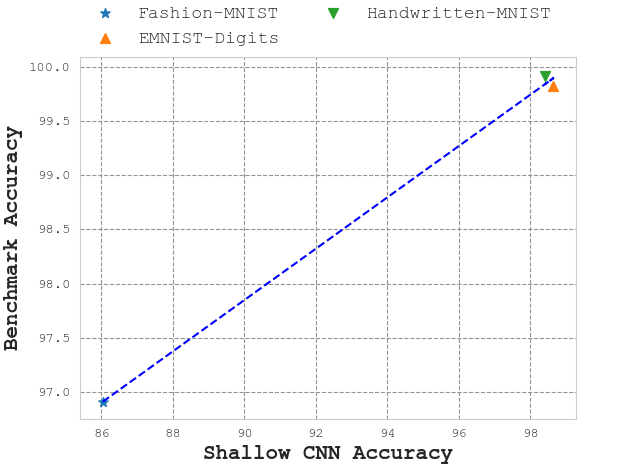 Fashion-MNIST
Handwritten-MNIST
EMNIST-Digits
100.0
99.5
99.0
98.5
98.0
97.5
97.0
Benchmark Accuracy
86 88 90 92 94 96 98
Shallow CNN Accuracy